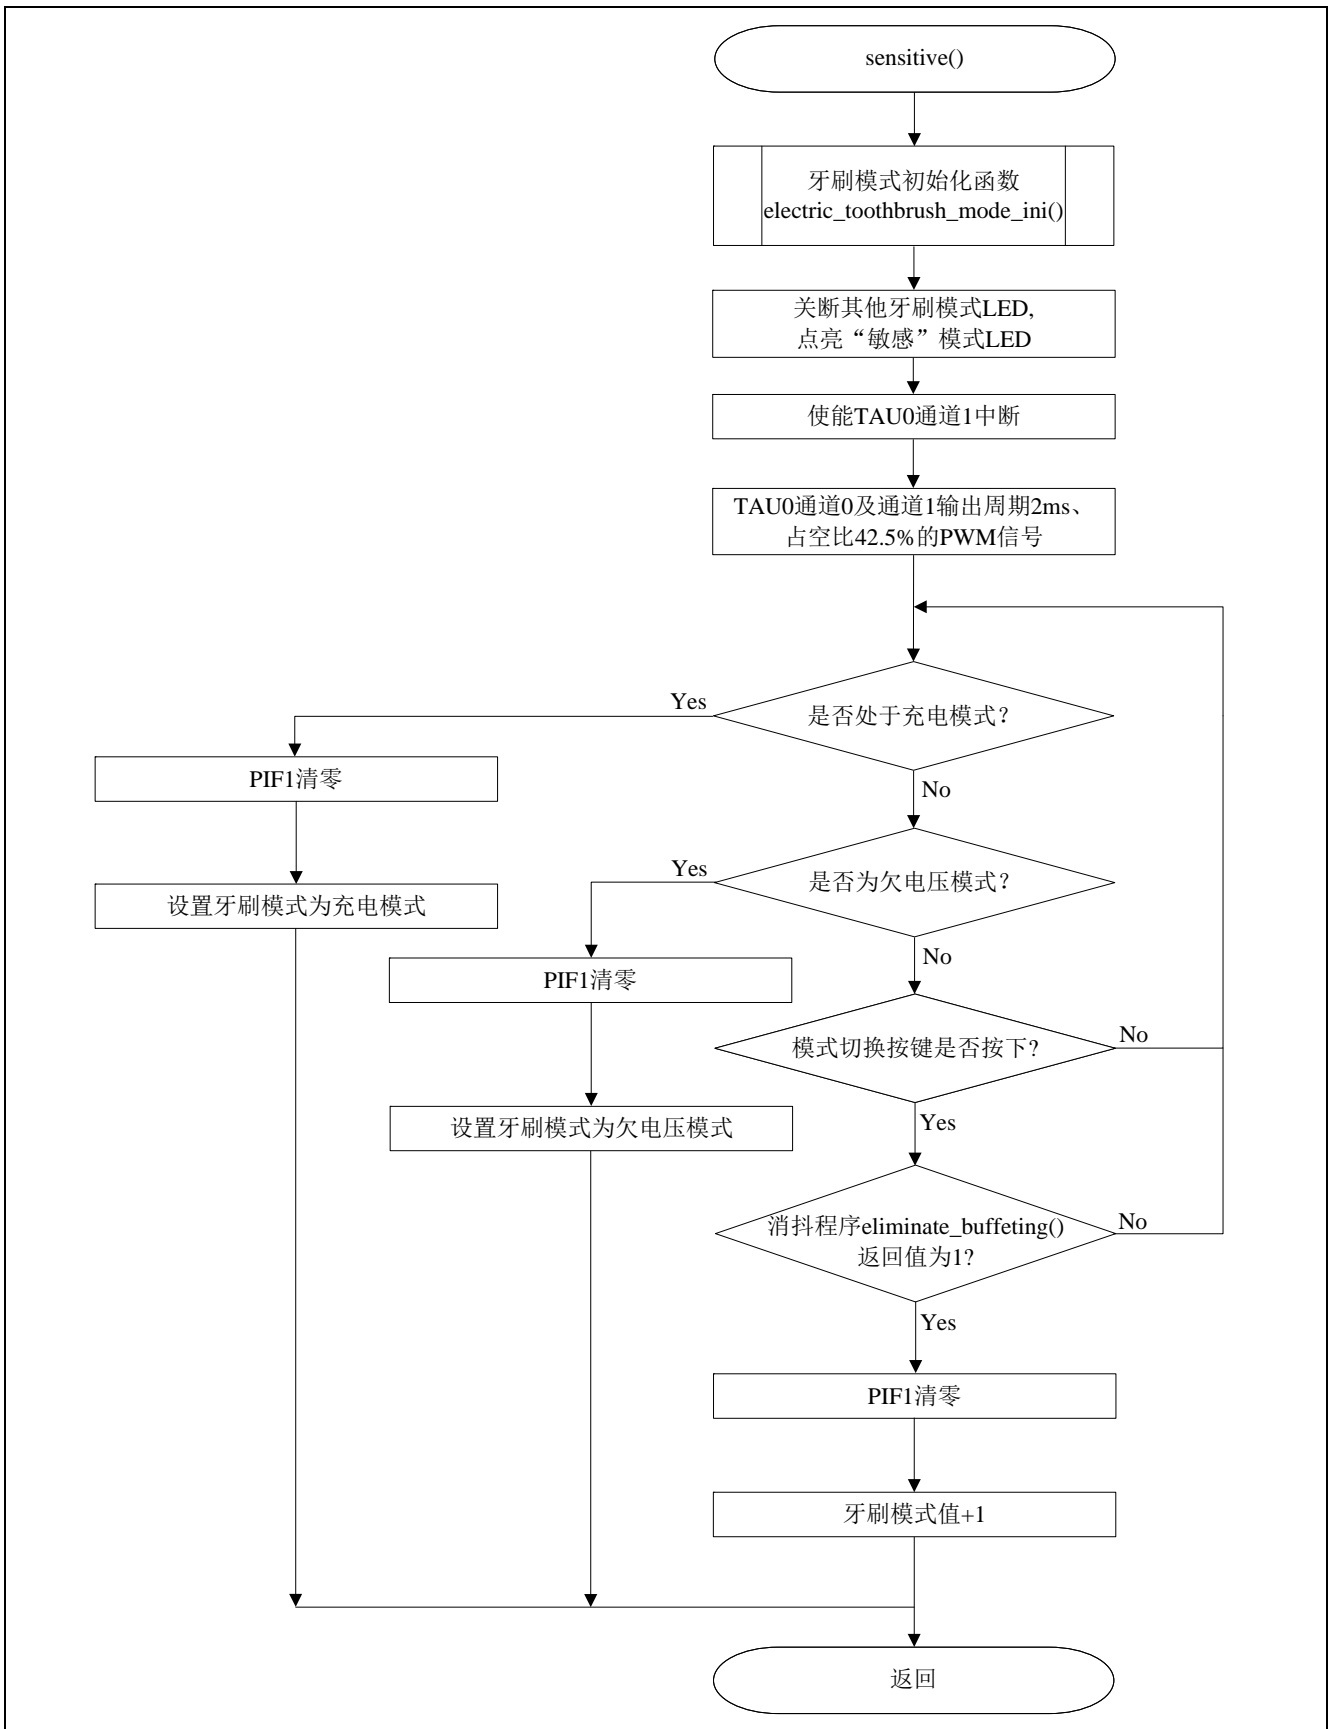 sensitive()
牙刷模式初始化函数
electric_toothbrush_mode_ini()
关断其他牙刷模式LED,
点亮“敏感”模式LED
使能TAU0通道1中断
TAU0通道0及通道1输出周期2ms、
占空比42.5%的PWM信号
是否处于充电模式?
Yes
No
PIF1清零
设置牙刷模式为充电模式
是否为欠电压模式?
Yes
No
PIF1清零
设置牙刷模式为欠电压模式
模式切换按键是否按下?
No
Yes
消抖程序eliminate_buffeting()
返回值为1?
No
Yes
PIF1清零
牙刷模式值+1
返回